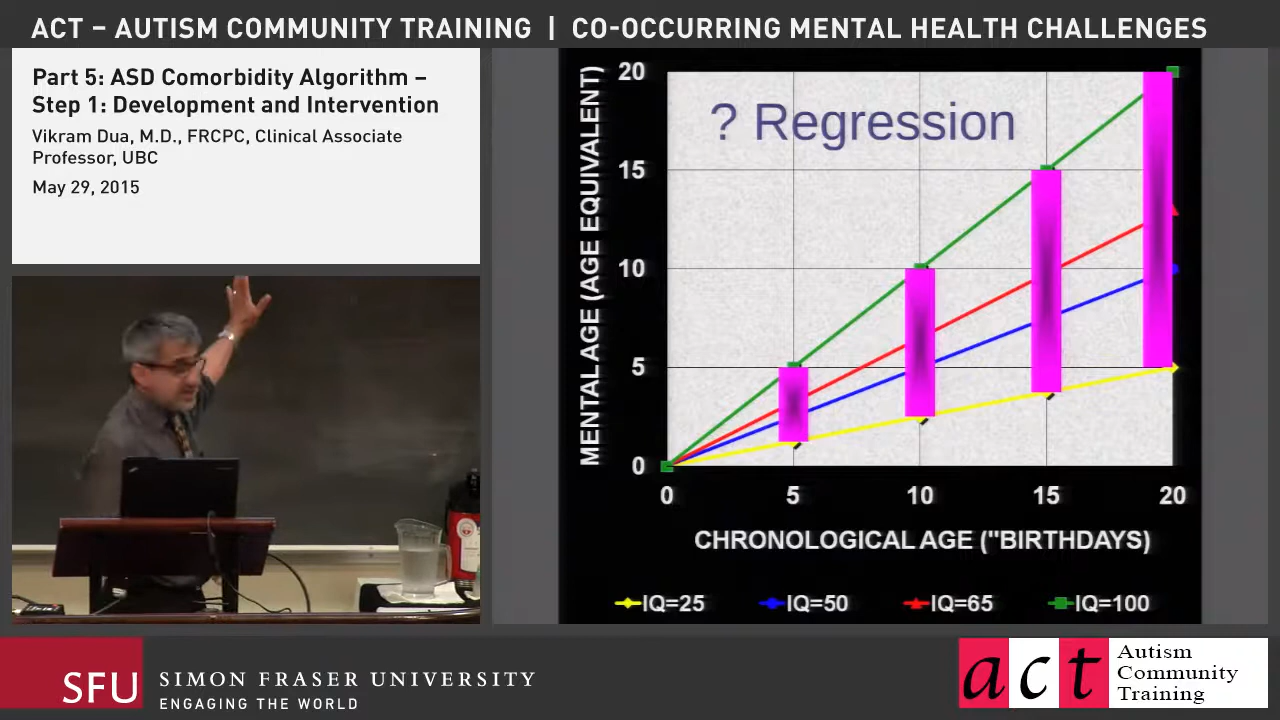 ACT – AUTISM COMMUNITY TRAINING | CO-OCCURRING MENTAL HEALTH CHALLENGES
Part 5: ASD Comorbidity Algorithm –
Step 1: Development and Intervention
Vikram Dua, M.D., FRCPC, Clinical Associate
Professor, UBC
May 29, 2015
? Regression
MENTAL AGE (AGE EQUIVALENT)
20
15
10
5
0
0 5 10 15 20
CHRONOLOGICAL AGE ("BIRTHDAYS)
IQ=25 IQ=50 IQ=65 IQ=100
SFU SIMON FRASER UNIVERSITY
ENGAGING THE WORLD
act
Autism
Community
Training